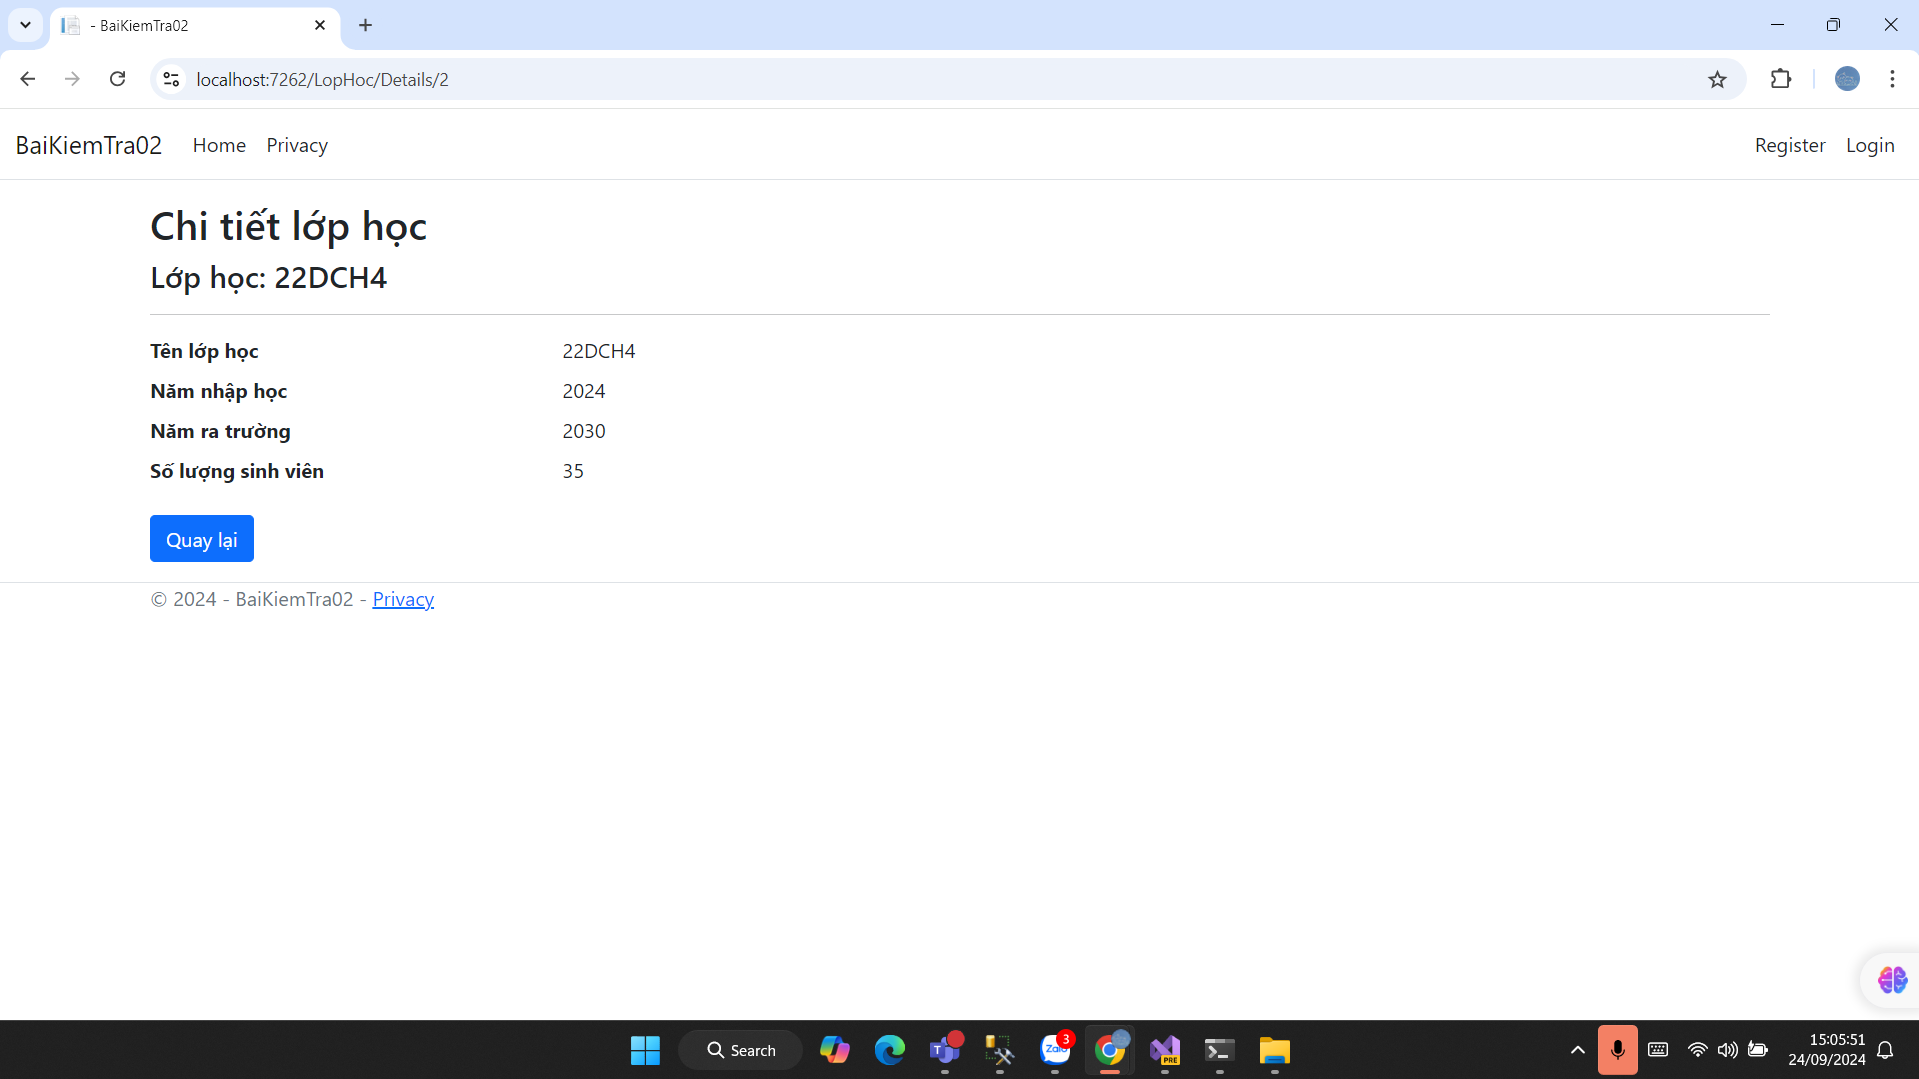 - BaiKiemTra02
localhost:7262/LopHoc/Details/2
BaiKiemTra02 Home Privacy Register Login
Chi tiết lớp học
Lớp học: 22DCH4
Tên lớp học 22DCH4
Năm nhập học 2024
Năm ra trường 2030
Số lượng sinh viên 35
Quay lại
© 2024 - BaiKiemTra02 - Privacy
Search
T
Zalo
3
PRE
15:05:51
24/09/2024